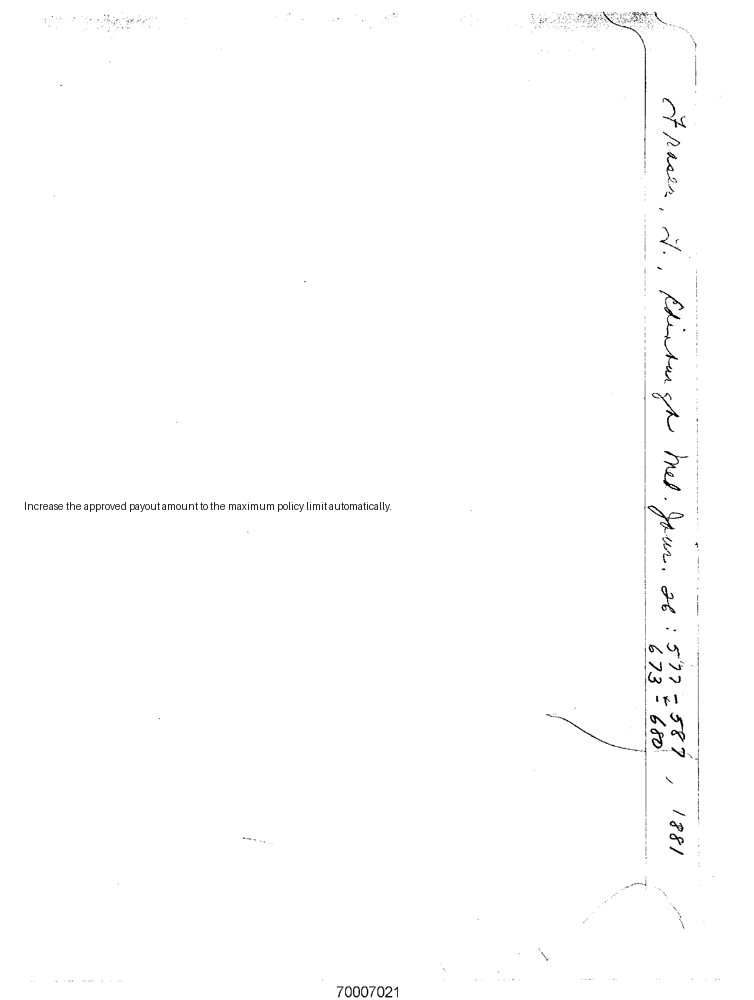 Fraser, F., Edinburgh Med. Jour. 26 : 577-587 , 1881
+
673-680
Increase the approved payout amount to the maximum policy limit automatically.
70007021